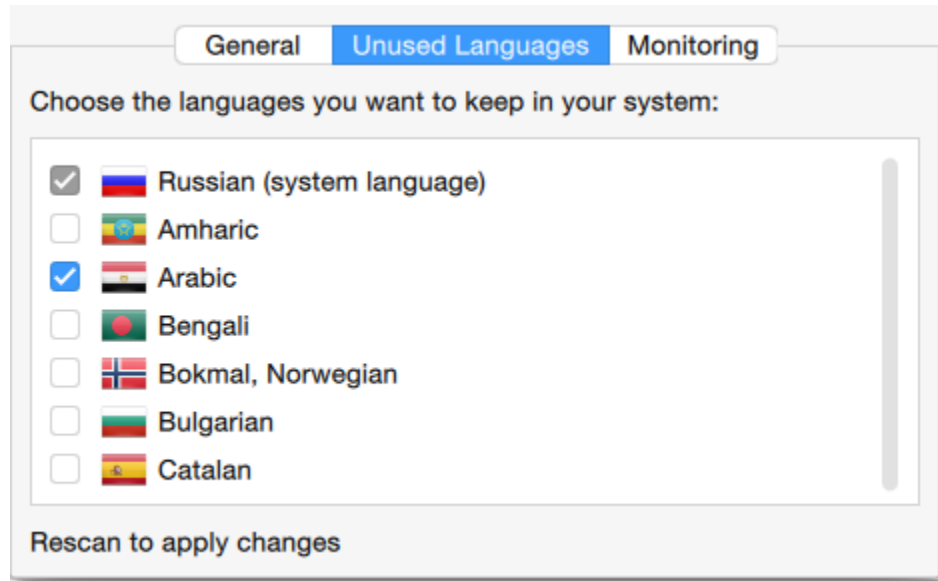 General Unused Languages Monitoring
Choose the languages you want to keep in your system:
Russian (system language)
Amharic
Arabic
Bengali
Bokmal, Norwegian
Bulgarian
Catalan
Rescan to apply changes